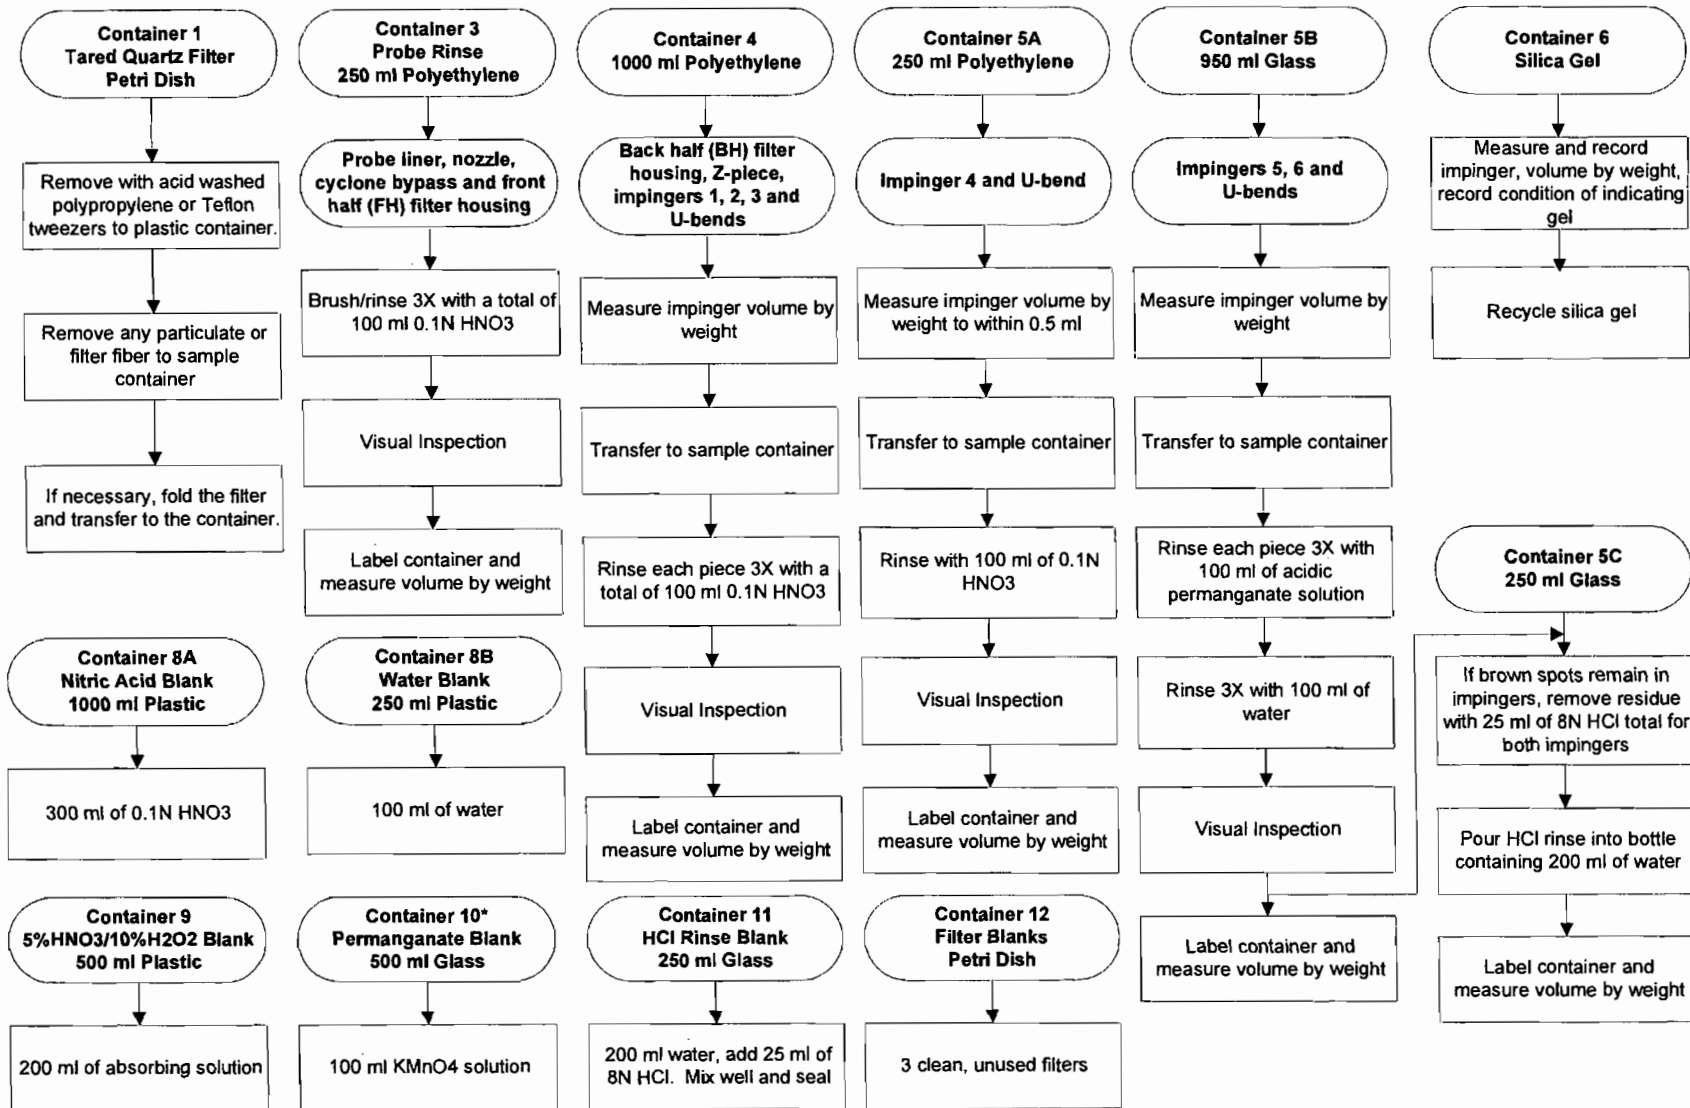 Container 1
Tared Quartz Filter
Petri Dish
Remove with acid washed
polypropylene or Teflon
tweezers to plastic container.
Remove any particulate or
filter fiber to sample
container
If necessary, fold the filter
and transfer to the container.
Container 3
Probe Rinse
250 ml Polyethylene
Probe liner, nozzle,
cyclone bypass and front
half (FH) filter housing
Brush/rinse 3X with a total of
100 ml 0.1N HNO3
Visual Inspection
Label container and
measure volume by weight
Container 4
1000 ml Polyethylene
Back half (BH) filter
housing, Z-piece,
impingers 1, 2, 3 and
U-bends
Measure impinger volume by
weight
Transfer to sample container
Rinse each piece 3X with a
total of 100 ml 0.1N HNO3
Visual Inspection
Label container and
measure volume by weight
Container 5A
250 ml Polyethylene
Impinger 4 and U-bend
Measure impinger volume by
weight to within 0.5 ml
Transfer to sample container
Rinse with 100 ml of 0.1N
HNO3
Visual Inspection
Label container and
measure volume by weight
Container 5B
950 ml Glass
Impingers 5, 6 and
U-bends
Measure impinger volume by
weight
Transfer to sample container
Rinse each piece 3X with
100 ml of acidic
permanganate solution
Rinse 3X with 100 ml of
water
Visual Inspection
Label container and
measure volume by weight
Container 6
Silica Gel
Measure and record
impinger, volume by weight,
record condition of indicating
gel
Recycle silica gel
Container 5C
250 ml Glass
If brown spots remain in
impingers, remove residue
with 25 ml of 8N HCl total for
both impingers
Pour HCl rinse into bottle
containing 200 ml of water
Label container and
measure volume by weight
Container 8A
Nitric Acid Blank
1000 ml Plastic
300 ml of 0.1N HNO3
Container 8B
Water Blank
250 ml Plastic
100 ml of water
Container 9
5%HNO3/10%H2O2 Blank
500 ml Plastic
200 ml of absorbing solution
Container 10*
Permanganate Blank
500 ml Glass
100 ml KMnO4 solution
Container 11
HCl Rinse Blank
250 ml Glass
200 ml water, add 25 ml of
8N HCl. Mix well and seal
Container 12
Filter Blanks
Petri Dish
3 clean, unused filters